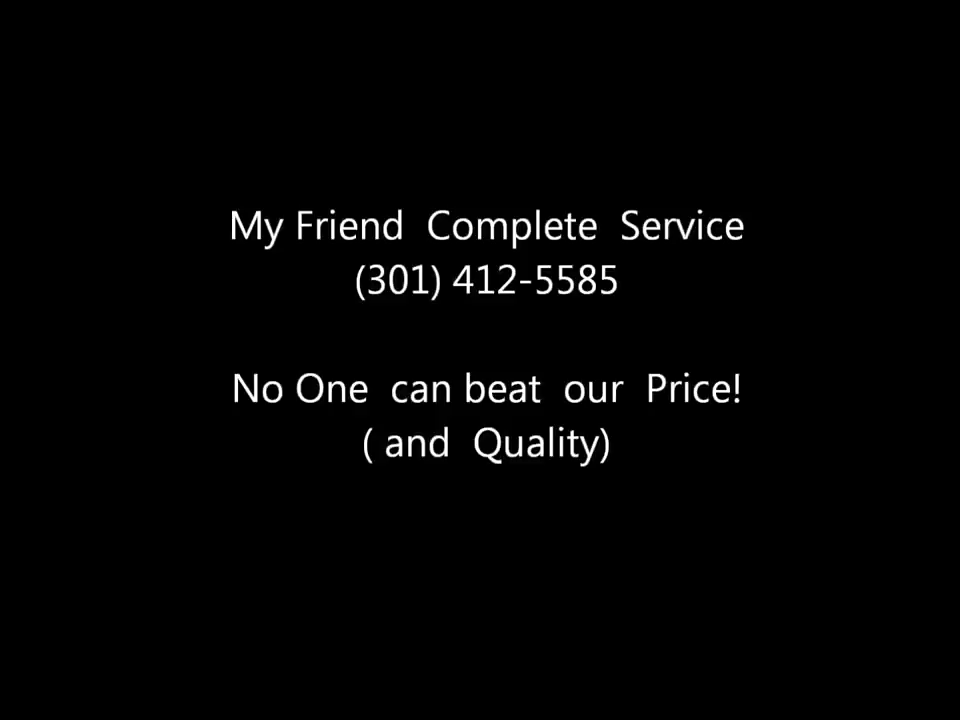 My Friend  Complete  Service
(301) 412-5585
No One  can beat  our  Price!
( and  Quality)